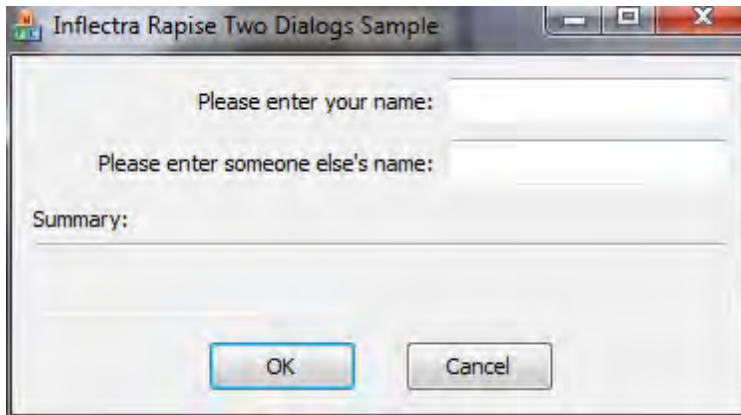 Inflectra Rapise Two Dialogs Sample
Please enter your name:
Please enter someone else's name:
Summary:
OK Cancel